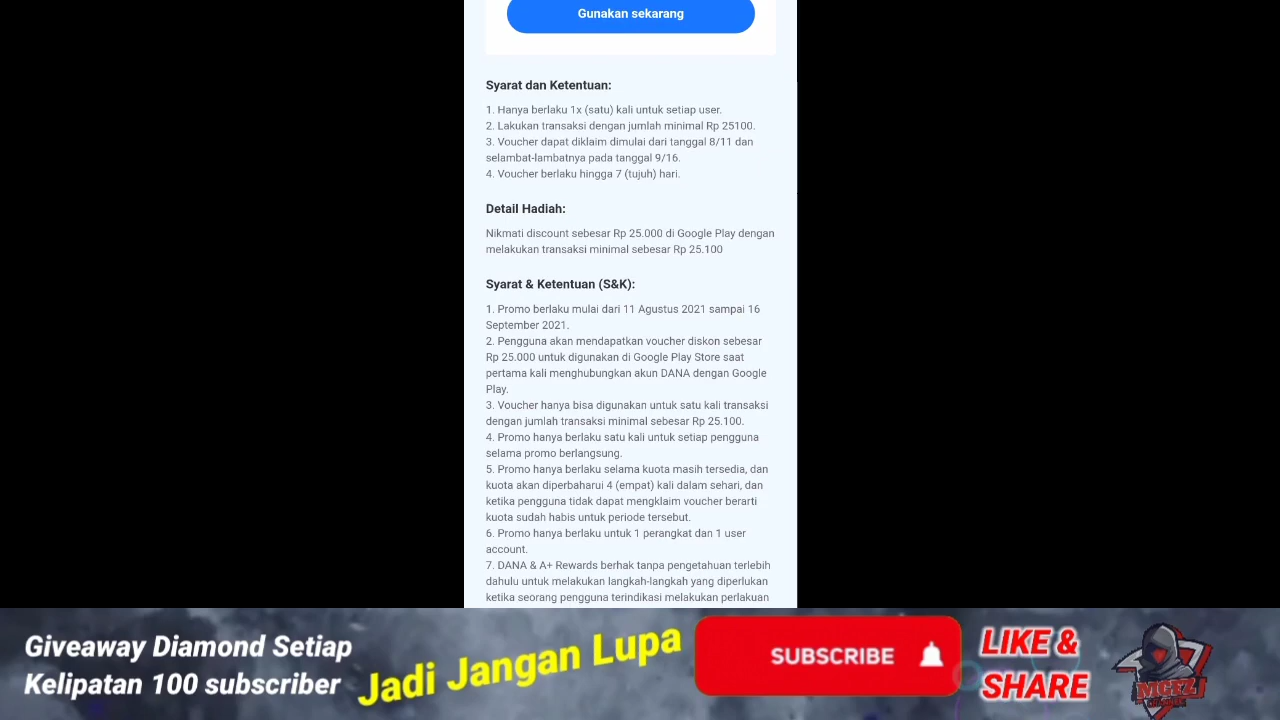 Gunakan sekarang
Syarat dan Ketentuan:
1. Hanya berlaku 1x (satu) kali untuk setiap user.
2. Lakukan transaksi dengan jumlah minimal Rp 25100.
3. Voucher dapat diklaim dimulai dari tanggal 8/11 dan
selambat-lambatnya pada tanggal 9/16.
4. Voucher berlaku hingga 7 (tujuh) hari.
Detail Hadiah:
Nikmati discount sebesar Rp 25.000 di Google Play dengan
melakukan transaksi minimal sebesar Rp 25.100
Syarat & Ketentuan (S&K):
1. Promo berlaku mulai dari 11 Agustus 2021 sampai 16
September 2021.
2. Pengguna akan mendapatkan voucher diskon sebesar
Rp 25.000 untuk digunakan di Google Play Store saat
pertama kali menghubungkan akun DANA dengan Google
Play.
3. Voucher hanya bisa digunakan untuk satu kali transaksi
dengan jumlah transaksi minimal sebesar Rp 25.100.
4. Promo hanya berlaku satu kali untuk setiap pengguna
selama promo berlangsung.
5. Promo hanya berlaku selama kuota masih tersedia, dan
kuota akan diperbaharui 4 (empat) kali dalam sehari, dan
ketika pengguna tidak dapat mengklaim voucher berarti
kuota sudah habis untuk periode tersebut.
6. Promo hanya berlaku untuk 1 perangkat dan 1 user
account.
7. DANA & A+ Rewards berhak tanpa pengetahuan terlebih
dahulu untuk melakukan langkah-langkah yang diperlukan
ketika seorang pengguna terindikasi melakukan perlakuan
Giveaway Diamond Setiap
Kelipatan 100 subscriber
Jadi Jangan Lupa
SUBSCRIBE
LIKE &
SHARE